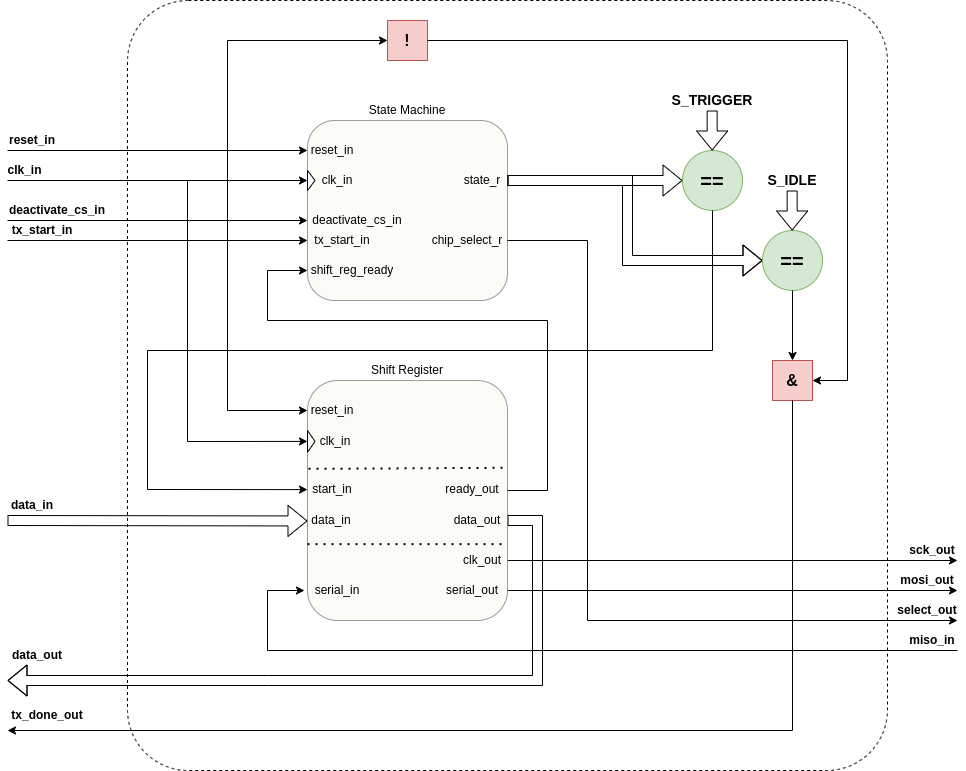 !
S_TRIGGER
State Machine
reset_in
reset_in
clk_in
clk_in
state_r
==
S_IDLE
deactivate_cs_in
deactivate_cs_in
tx_start_in
tx_start_in
chip_select_r
==
shift_reg_ready
Shift Register
&
reset_in
clk_in
start_in
ready_out
data_in
data_in
data_out
clk_out
sck_out
serial_in
serial_out
mosi_out
select_out
miso_in
data_out
tx_done_out